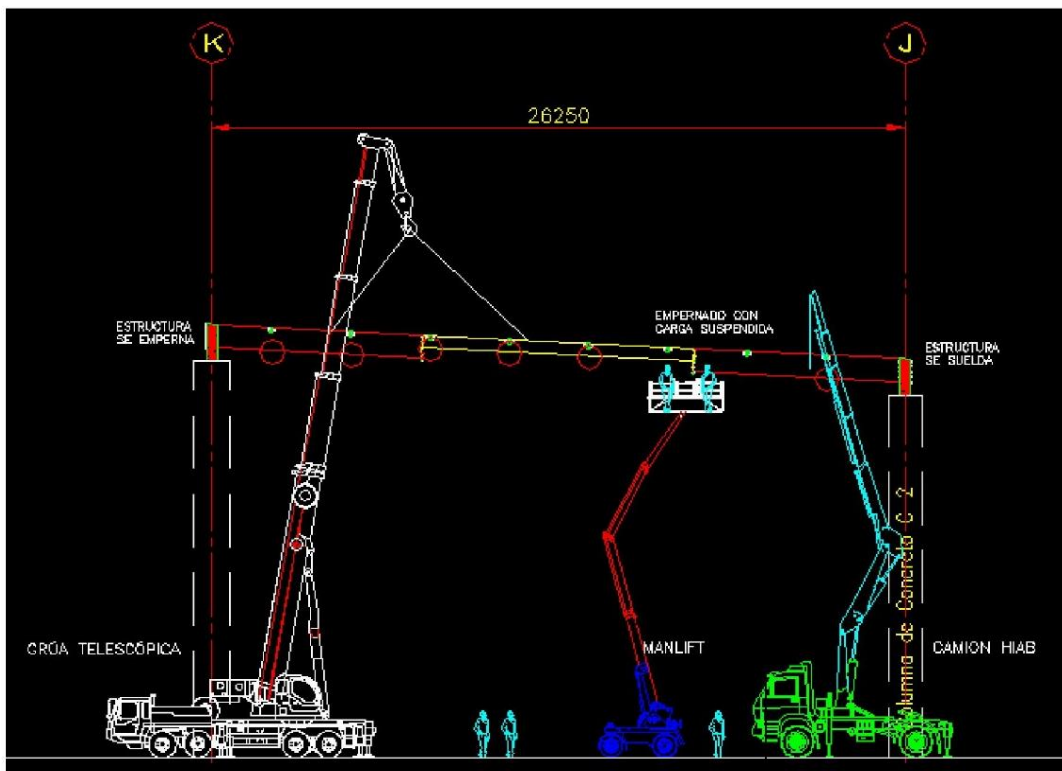 K
J
26250
ESTRUCTURA
SE EMPERNA
EMPERNADO CON
CARGA SUSPENDIDA
ESTRUCTURA
SE SUELDA
GRÚA TELESCÓPICA
MANLIFT
de Concreto C 2
CAMION HIAB